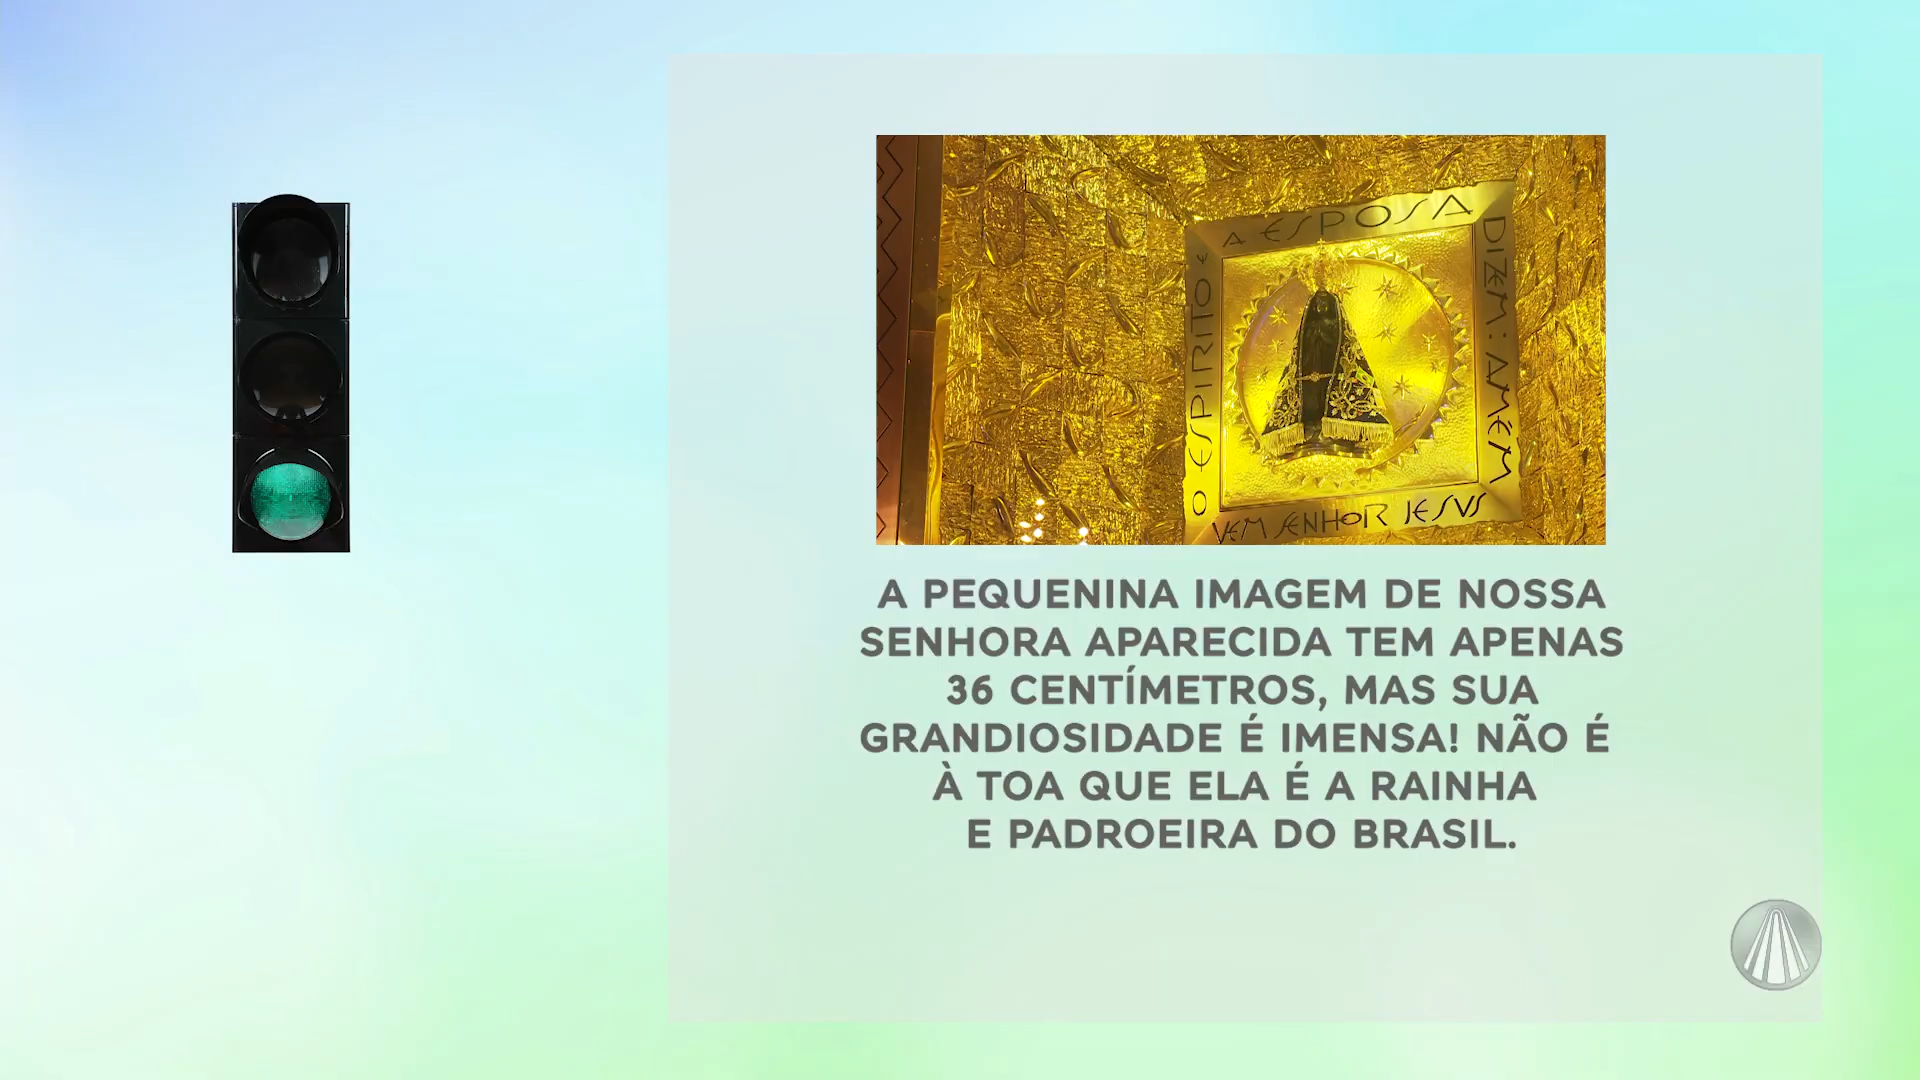 O ESPIRITO E
A ESPOSA
DIZEM: AMÉM
VEM SENHOR JESUS
A PEQUENINA IMAGEM DE NOSSA
SENHORA APARECIDA TEM APENAS
36 CENTÍMETROS, MAS SUA
GRANDIOSIDADE É IMENSA! NÃO É
À TOA QUE ELA É A RAINHA
E PADROEIRA DO BRASIL.